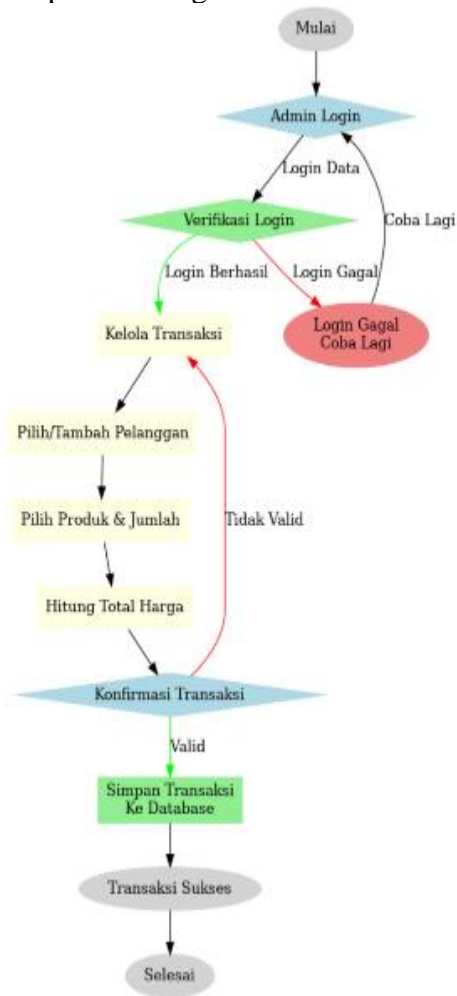 Mulai
Admin Login
Login Data
Verifikasi Login
Coba Lagi
Login Berhasil
Login Gagal
Login Gagal
Coba Lagi
Kelola Transaksi
Pilih/Tambah Pelanggan
Pilih Produk & Jumlah
Tidak Valid
Hitung Total Harga
Konfirmasi Transaksi
Valid
Simpan Transaksi
Ke Database
Transaksi Sukses
Selesai